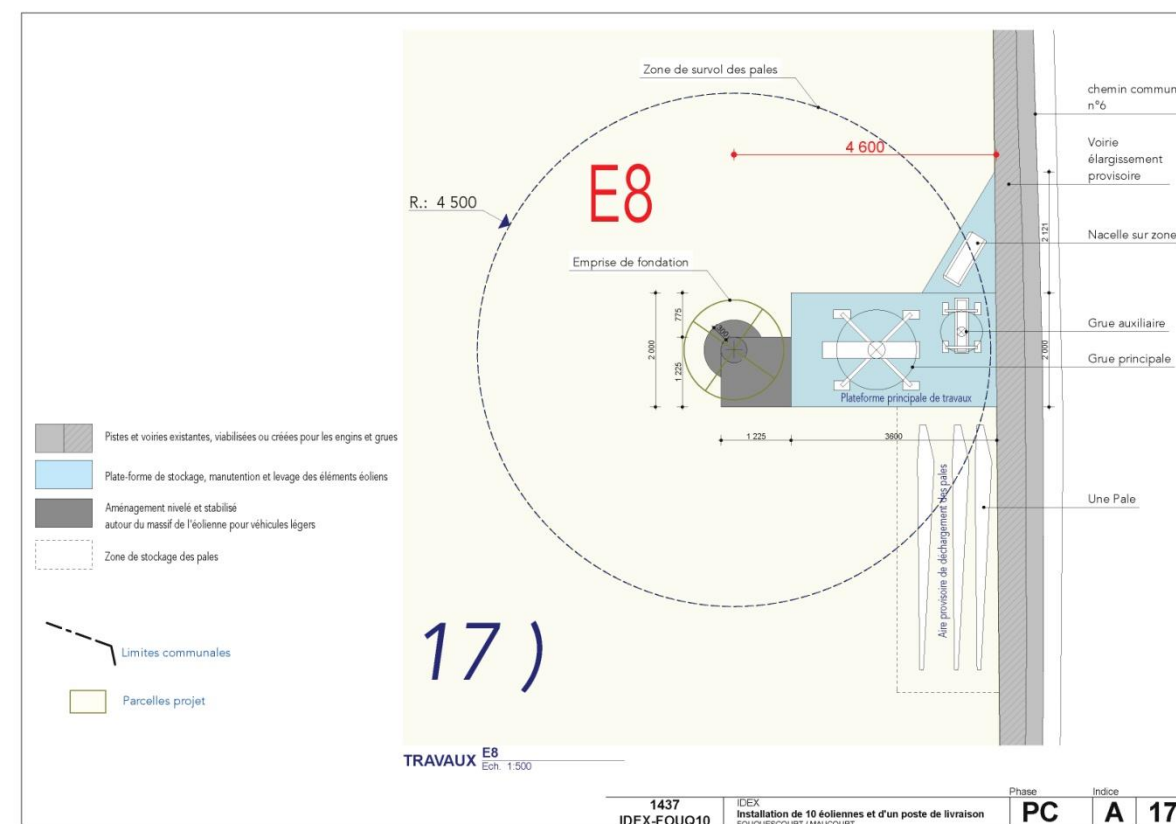 Zone de survol des pales
chemin commun
n°6
4 600
Voirie
élargissement
provisoire
E8
R.: 4 500
2 121
Nacelle sur zone
Emprise de fondation
775
2 000
1 225
2 000
Grue auxiliaire
Grue principale
Plateforme principale de travaux
1 225
3600
Pistes et voiries existantes, viabilisées ou créées pour les engins et grues
Plate-forme de stockage, manutention et levage des éléments éoliens
Aménagement nivelé et stabilisé
autour du massif de l'éolienne pour véhicules légers
Zone de stockage des pales
Une Pale
Aire provisoire de déchargement des pales
17 )
Limites communales
Parcelles projet
TRAVAUX E8
Ech. 1:500
Phase
Indice
1437
IDEX-FOUQ10
IDEX
Installation de 10 éoliennes et d'un poste de livraison
FOUQUESCOURT / MAUCOURT
PC
A
17